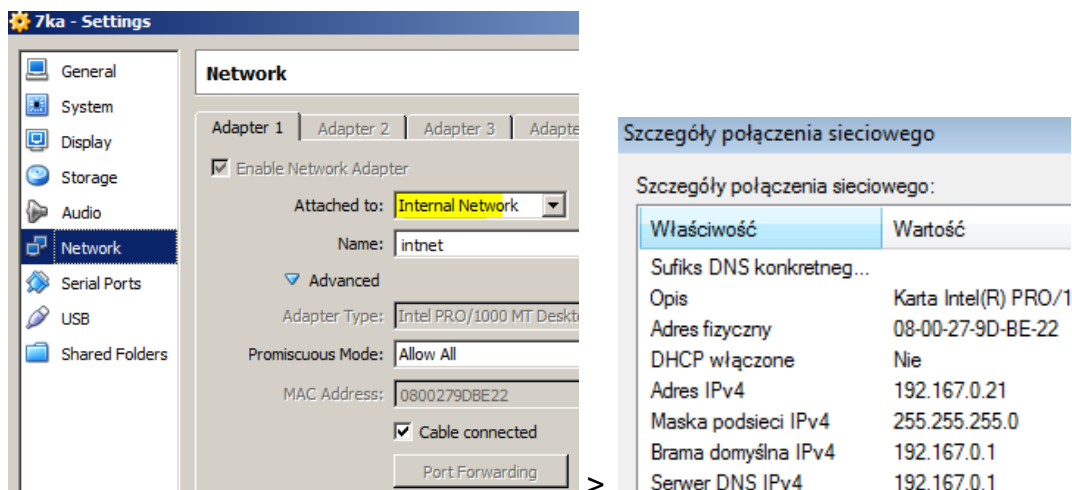 7ka - Settings
General
System
Display
Storage
Audio
Network
Serial Ports
USB
Shared Folders
Network
Adapter 1 Adapter 2 Adapter 3 Adapte
Enable Network Adapter
Attached to: Internal Network
Name: intnet
Advanced
Adapter Type: Intel PRO/1000 MT Deskt
Promiscuous Mode: Allow All
MAC Address: 0800279DBE22
Cable connected
Port Forwarding
>
Szczegóły połączenia sieciowego
Szczegóły połączenia sieciowego:
Właściwość Wartość
Sufiks DNS konkretneg...
Opis Karta Intel(R) PRO/1
Adres fizyczny 08-00-27-9D-BE-22
DHCP włączone Nie
Adres IPv4 192.167.0.21
Maska podsieci IPv4 255.255.255.0
Brama domyślna IPv4 192.167.0.1
Serwer DNS IPv4 192.167.0.1